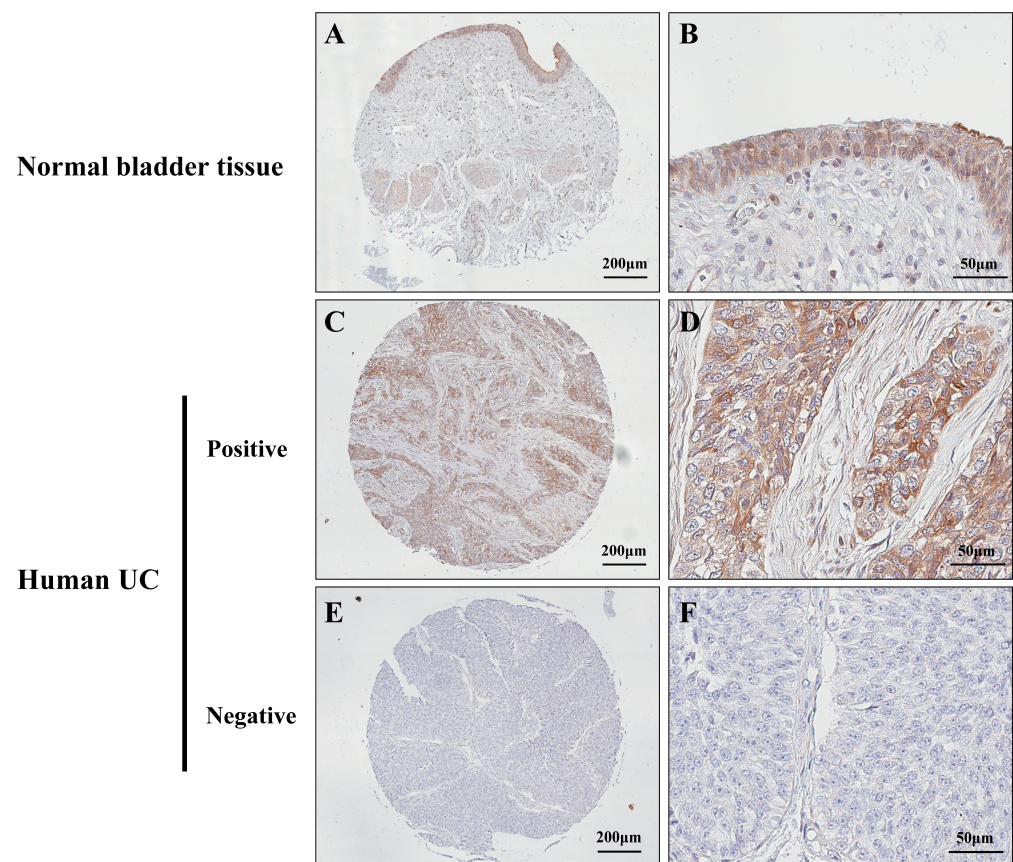 A
B
Normal bladder tissue
200μm
50μm
C
D
Positive
200μm
50μm
Human UC
E
F
Negative
200μm
50μm